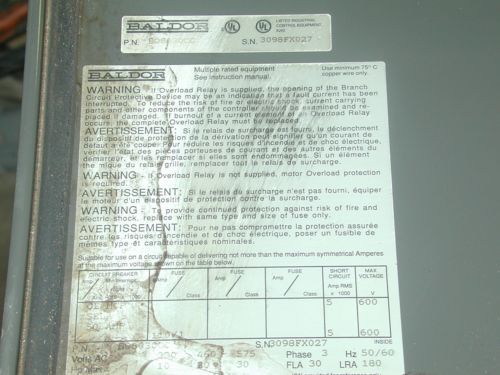 BALDOR
UL
UL
LISTED INDUSTRIAL
CONTROL EQUIPMENT
P.N.
S.N. 3098FX027
BALDOR
Multiple rated equipment
See instruction manual.
Use minimum 75° C
copper wire only.
WARNING: If Overload Relay is supplied, the opening of the Branch
Circuit Protective Device may be an indication that a fault current has been
interrupted. To reduce the risk of fire or electric shock, current carrying
parts and other components of the controller should be examined and re-
placed if damaged. If burnout of a current element of Overload Relay
occurs, the complete Overload Relay must be replaced.
AVERTISSEMENT: Si le relais de surcharge est fourni, le déclenchement
du dispositif de protection de la dérivation peut signifier qu'un courant de
défaut a été coupé. Pour réduire les risques d'incendie et de choc électrique,
vérifier l'état des pièces porteuses de courant et des autres éléments du
démarreur, et les remplacer si elles sont endommagées. Si un élément
thermique du relais grille, remplacer tout le relais de surcharge.
WARNING: Overload Relay is not supplied, motor Overload protection
is required.
AVERTISSEMENT: Si le relais de surcharge n'est pas fourni, équiper
le moteur d'un dispositif de protection contre la surcharge.
WARNING: To provide continued protection against risk of fire and
electric shock, replace with same type and size of fuse only.
AVERTISSEMENT: Pour ne pas compromettre la protection assurée
contre les risques d'incendie et de choc électrique, poser un fusible de
mêmes type et caractéristiques nominales.
Suitable for use on a circuit capable of delivering not more than the maximum symmetrical Amperes
at the maximum voltage shown on the table below.
CIRCUIT BREAKER FUSE FUSE FUSE SHORT CIRCUIT MAX VOLTAGE
Amp Class Amp Class Amp Class Amp RMS x 1000 V
5 600
5 600
S.N. 3098FX027 INSIDE
Volts AC 460 575 Phase 3 Hz 50/60
10 30 FLA 30 LRA 180